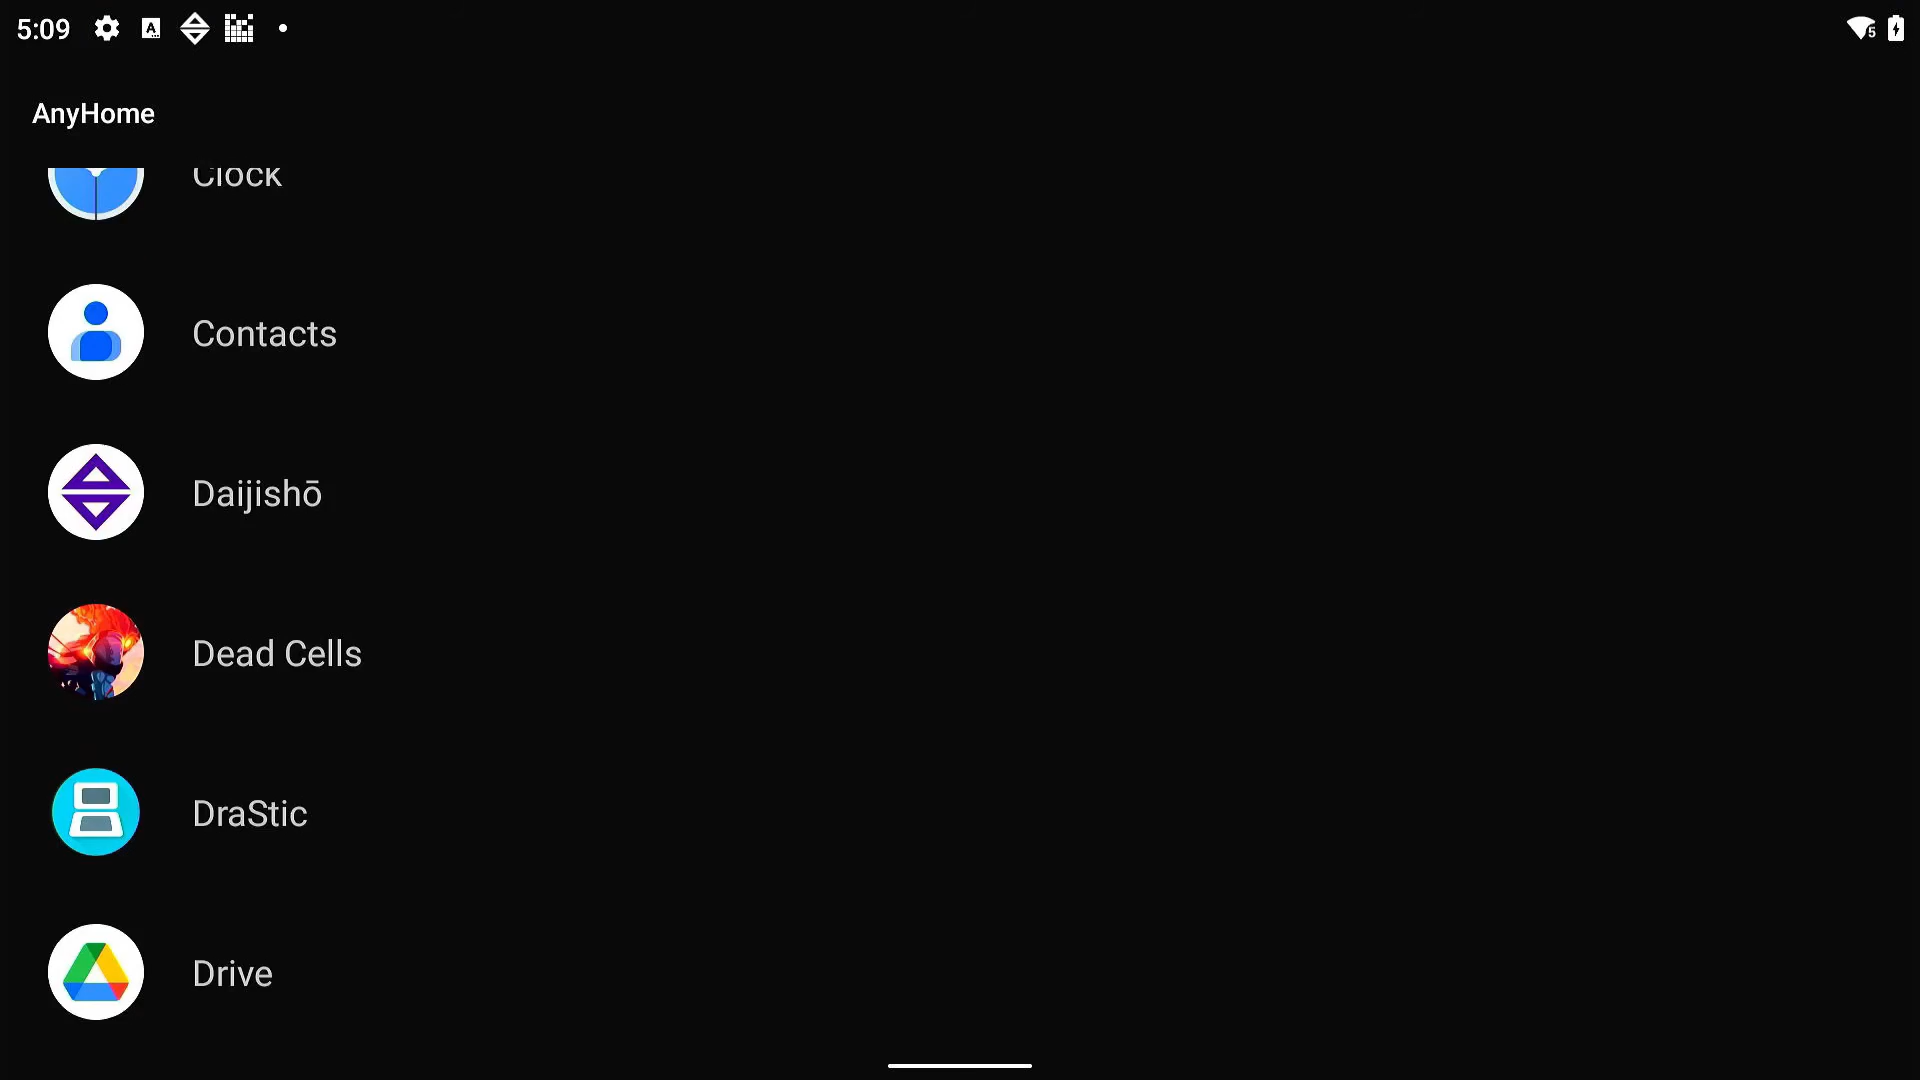 5:09
AnyHome
Clock
Contacts
Daijishō
Dead Cells
DraStic
Drive